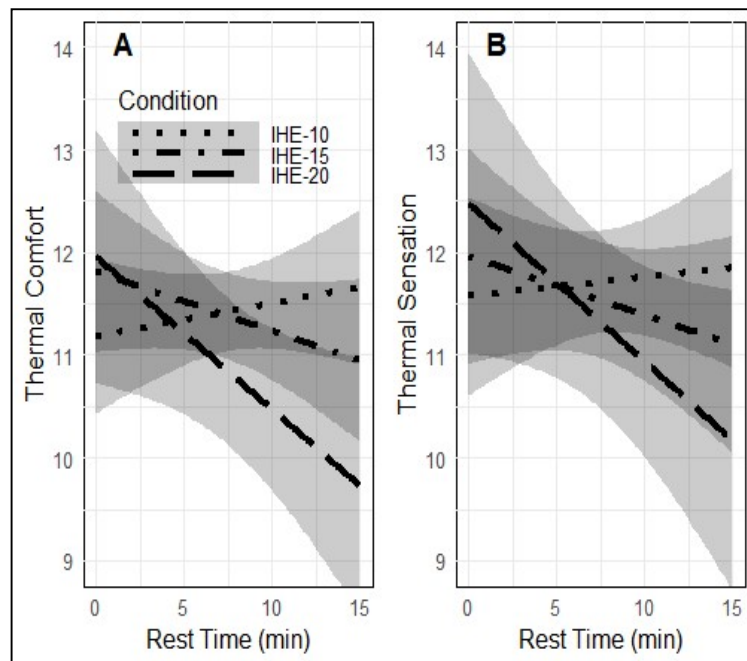 A
B
Condition
IHE-10
IHE-15
IHE-20
Thermal Comfort
14
13
12
11
10
9
0 5 10 15
Rest Time (min)
Thermal Sensation
14
13
12
11
10
9
0 5 10 15
Rest Time (min)